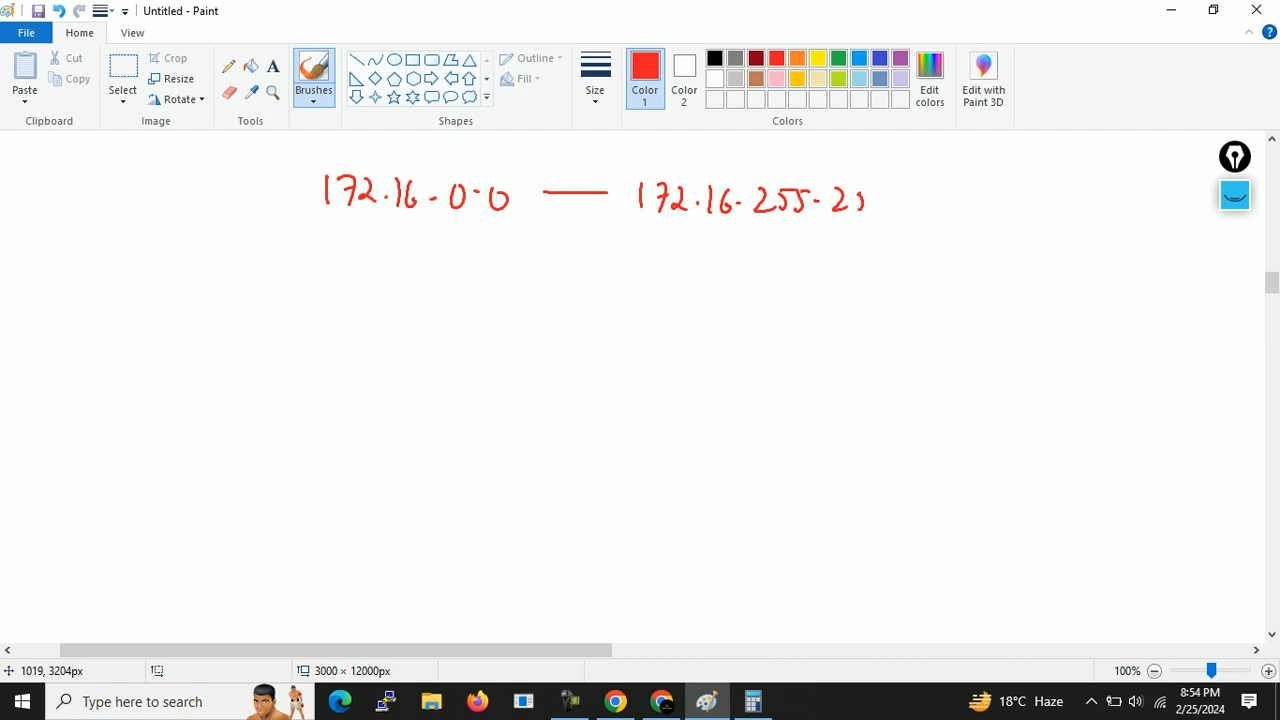 Untitled - Paint
File Home View
Paste
Cut
Copy
Clipboard
Select
Crop
Resize
Rotate
Image
A
Tools
Brushes
Outline
Fill
Shapes
Size
Color 1
Color 2
Edit colors
Colors
Edit with Paint 3D
172.16.0.0 — 172.16.255.25
1019, 3204px
3000 × 12000px
100%
Type here to search
18°C Haze
8:54 PM
2/25/2024